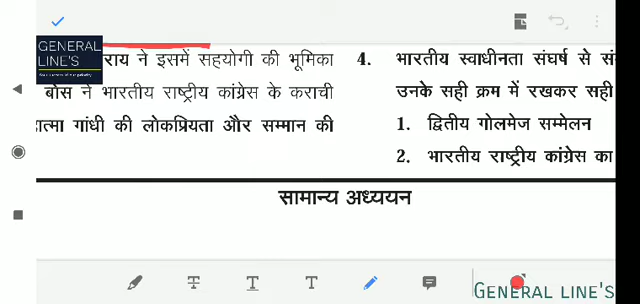 GENERAL
LINE'S
राय ने इसमें सहयोगी की भूमिका
बोस ने भारतीय राष्ट्रीय कांग्रेस के कराची
हात्मा गांधी की लोकप्रियता और सम्मान की
4. भारतीय स्वाधीनता संघर्ष से सं
उनके सही क्रम में रखकर सही
1. द्वितीय गोलमेज सम्मेलन
2. भारतीय राष्ट्रीय कांग्रेस का
सामान्य अध्ययन
T T T
GENERAL LINE'S